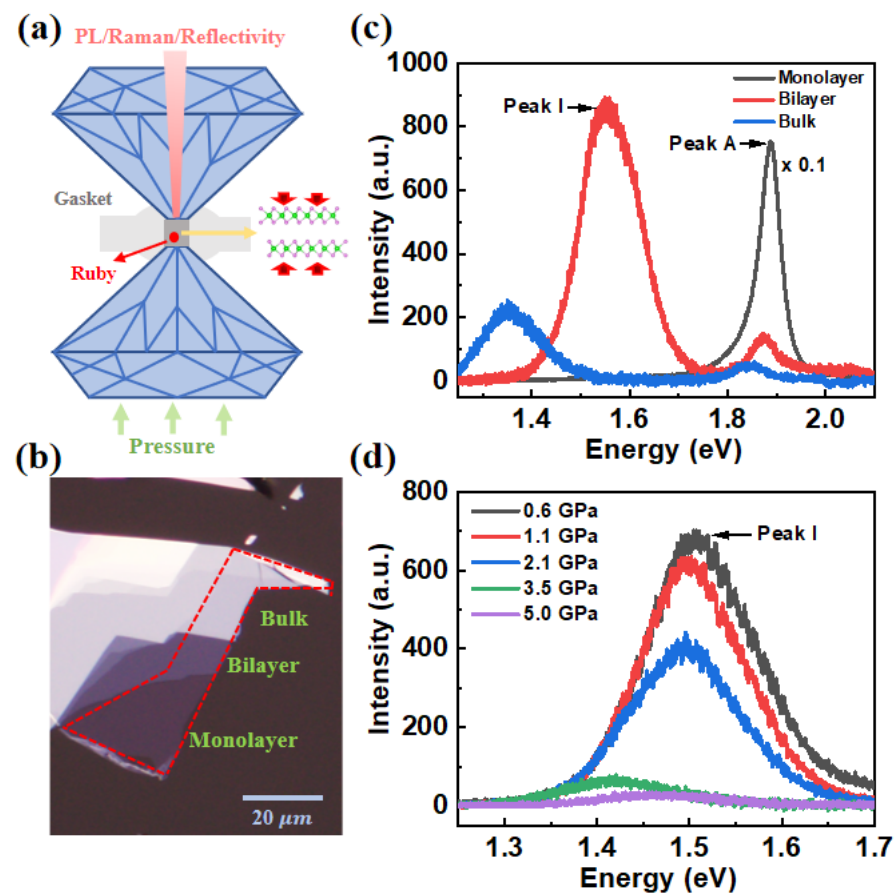 (a)
PL/Raman/Reflectivity
Gasket
Ruby
Pressure
(b)
Bulk
Bilayer
Monolayer
20 μm
(c)
1000
800
600
400
200
0
Intensity (a.u.)
Peak I
Peak A
x 0.1
Monolayer
Bilayer
Bulk
1.4 1.6 1.8 2.0
Energy (eV)
(d)
800
600
400
200
0
Intensity (a.u.)
0.6 GPa
1.1 GPa
2.1 GPa
3.5 GPa
5.0 GPa
Peak I
1.3 1.4 1.5 1.6 1.7
Energy (eV)